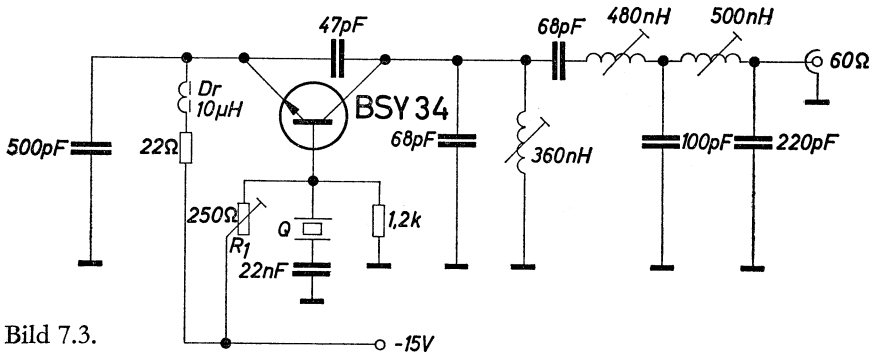 47pF
68pF
480nH
500nH
60Ω
Dr
10µH
BSY 34
500pF
22Ω
68pF
360nH
100pF
220pF
250Ω
R1
Q
1,2k
22nF
Bild 7.3.
-15V